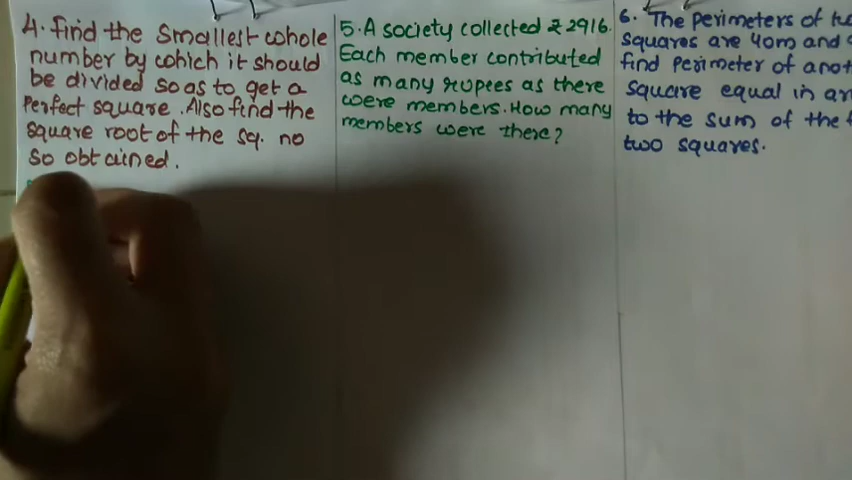 4. Find the smallest whole
number by which it should
be divided so as to get a
Perfect square. Also find the
square root of the sq. no
so obtained.
5. A society collected ₹2916.
Each member contributed
as many rupees as there
were members. How many
members were there?
6. The perimeters of
squares are 40m and
find perimeter of
square equal in
to the sum of the
two squares.